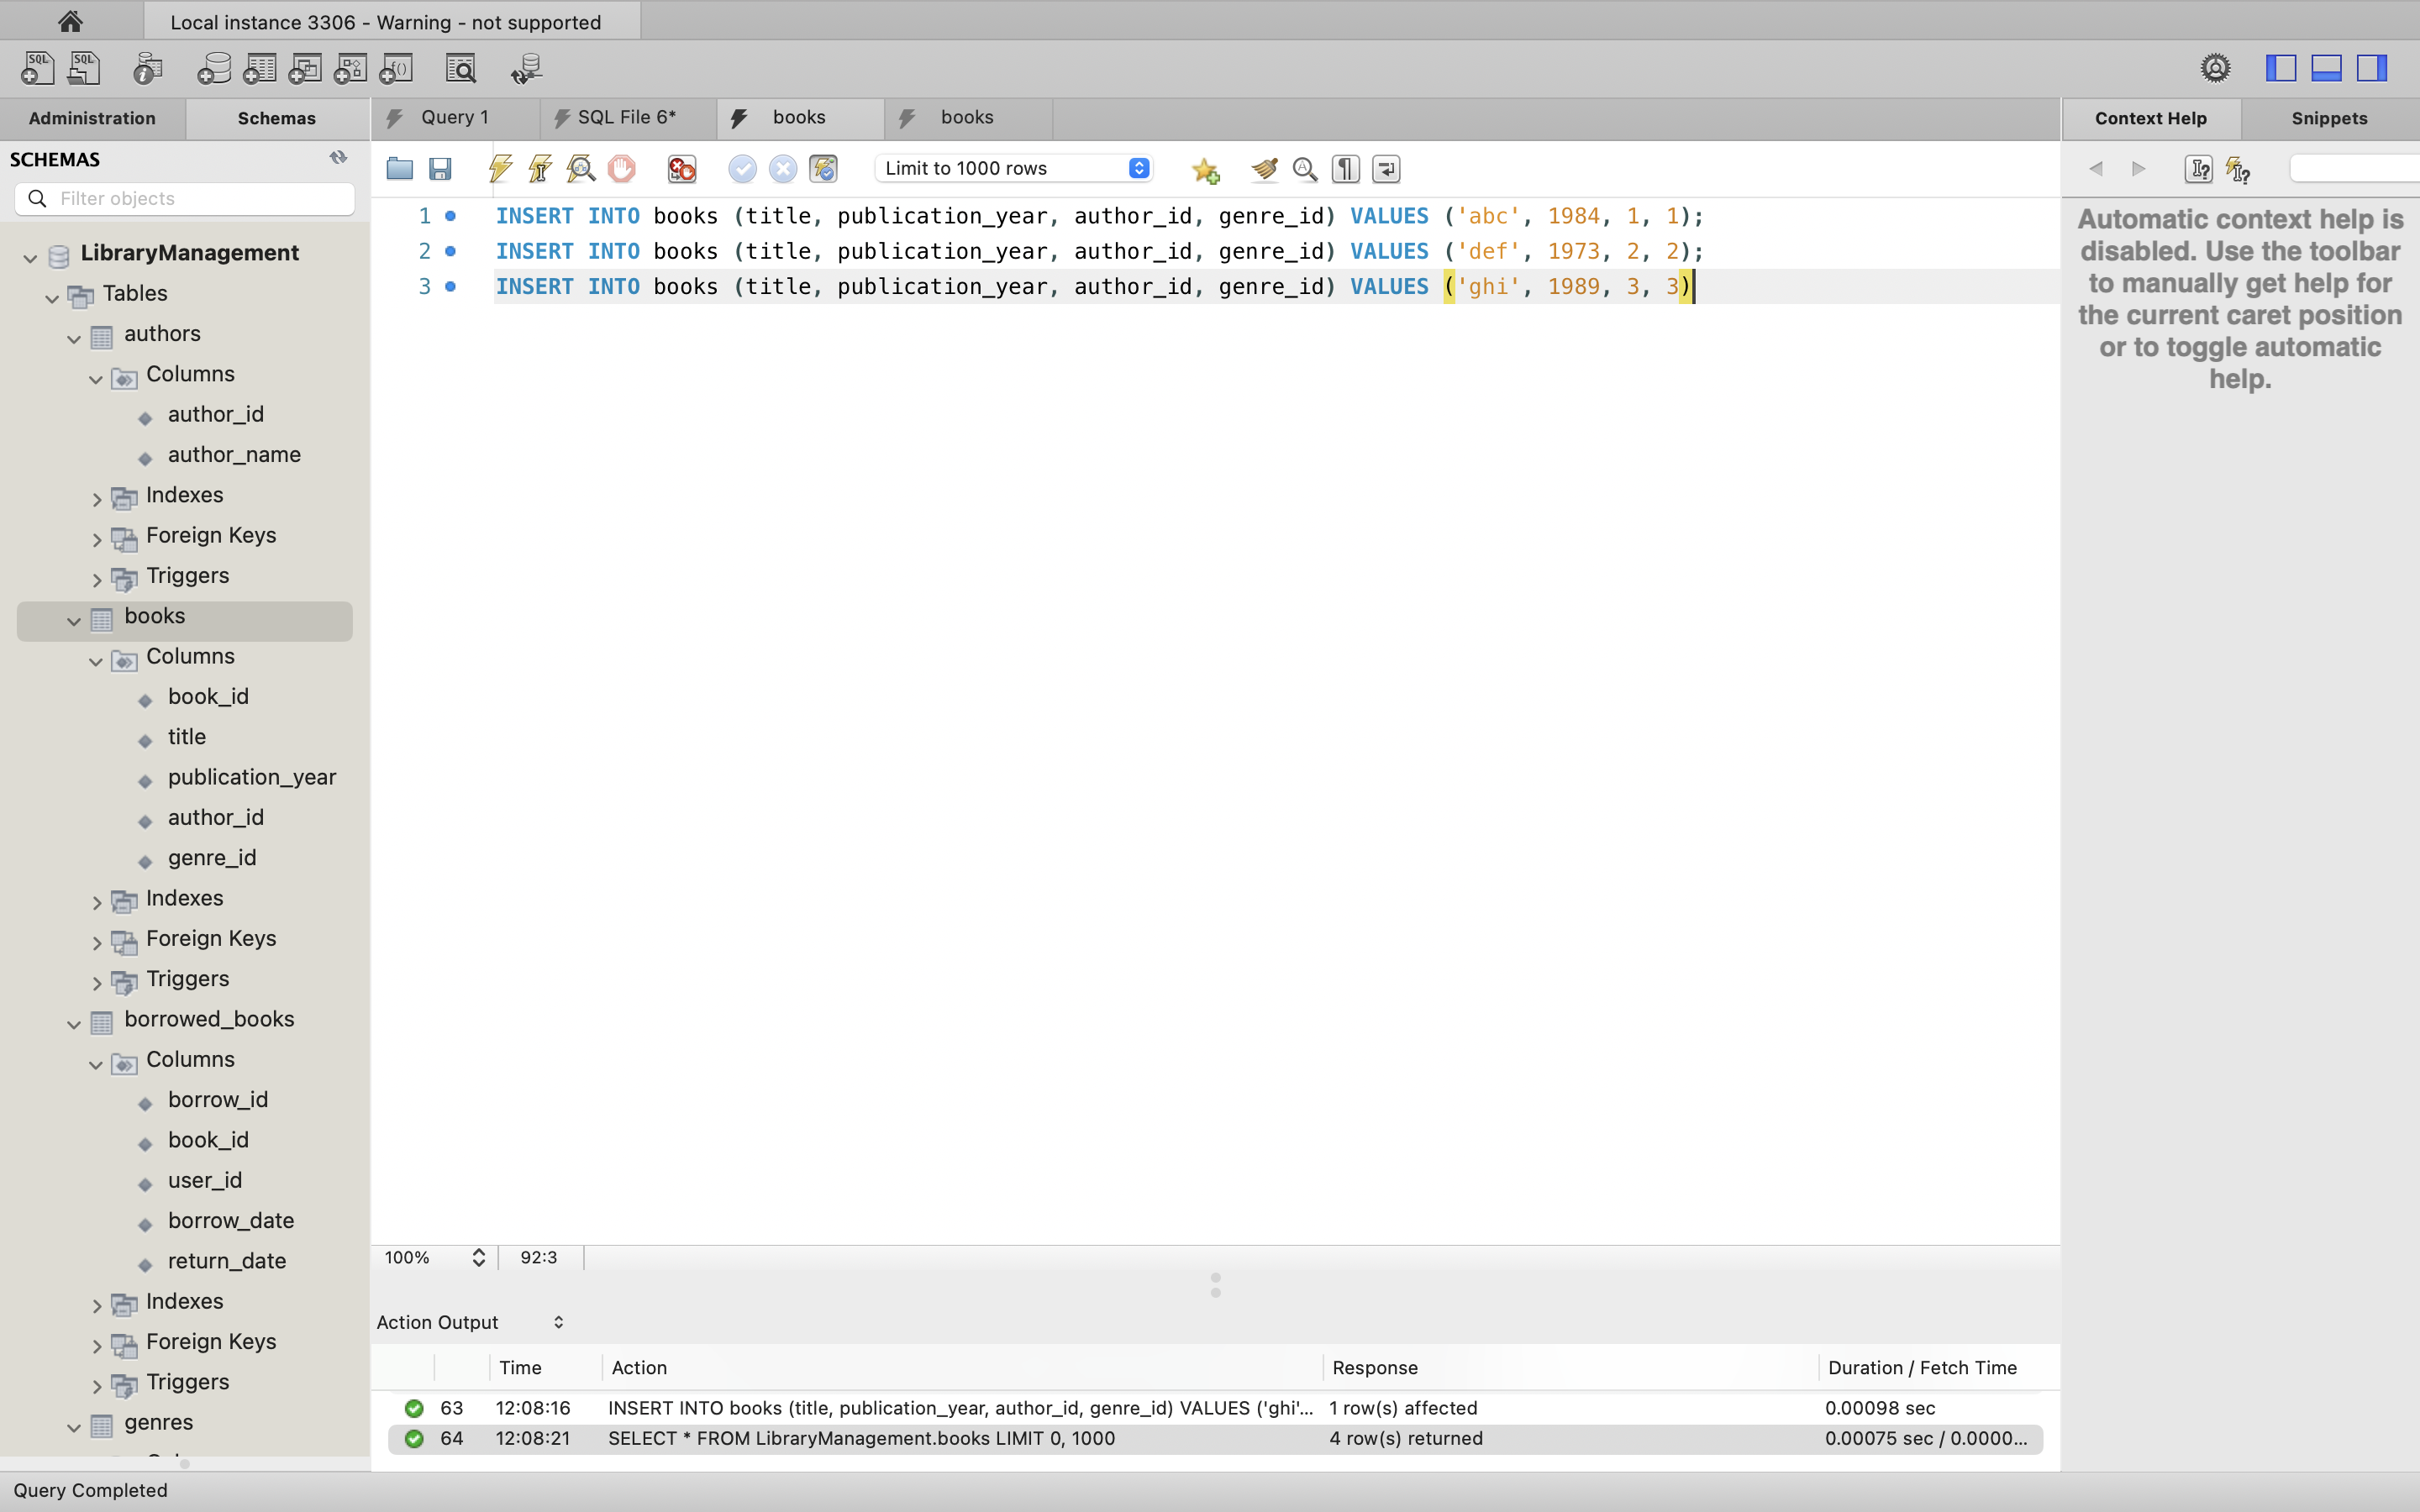 Local instance 3306 - Warning - not supported
Administration
Schemas
Query 1
SQL File 6*
books
books
Context Help
Snippets
SCHEMAS
Filter objects
Limit to 1000 rows
1 INSERT INTO books (title, publication_year, author_id, genre_id) VALUES ('abc', 1984, 1, 1);
2 INSERT INTO books (title, publication_year, author_id, genre_id) VALUES ('def', 1973, 2, 2);
3 INSERT INTO books (title, publication_year, author_id, genre_id) VALUES ('ghi', 1989, 3, 3)
Automatic context help is
disabled. Use the toolbar
to manually get help for
the current caret position
or to toggle automatic
help.
LibraryManagement
Tables
authors
Columns
author_id
author_name
Indexes
Foreign Keys
Triggers
books
Columns
book_id
title
publication_year
author_id
genre_id
Indexes
Foreign Keys
Triggers
borrowed_books
Columns
borrow_id
book_id
user_id
borrow_date
return_date
Indexes
Foreign Keys
Triggers
genres
100%
92:3
Action Output
Time Action Response Duration / Fetch Time
63 12:08:16 INSERT INTO books (title, publication_year, author_id, genre_id) VALUES ('ghi'... 1 row(s) affected 0.00098 sec
64 12:08:21 SELECT * FROM LibraryManagement.books LIMIT 0, 1000 4 row(s) returned 0.00075 sec / 0.0000...
Query Completed